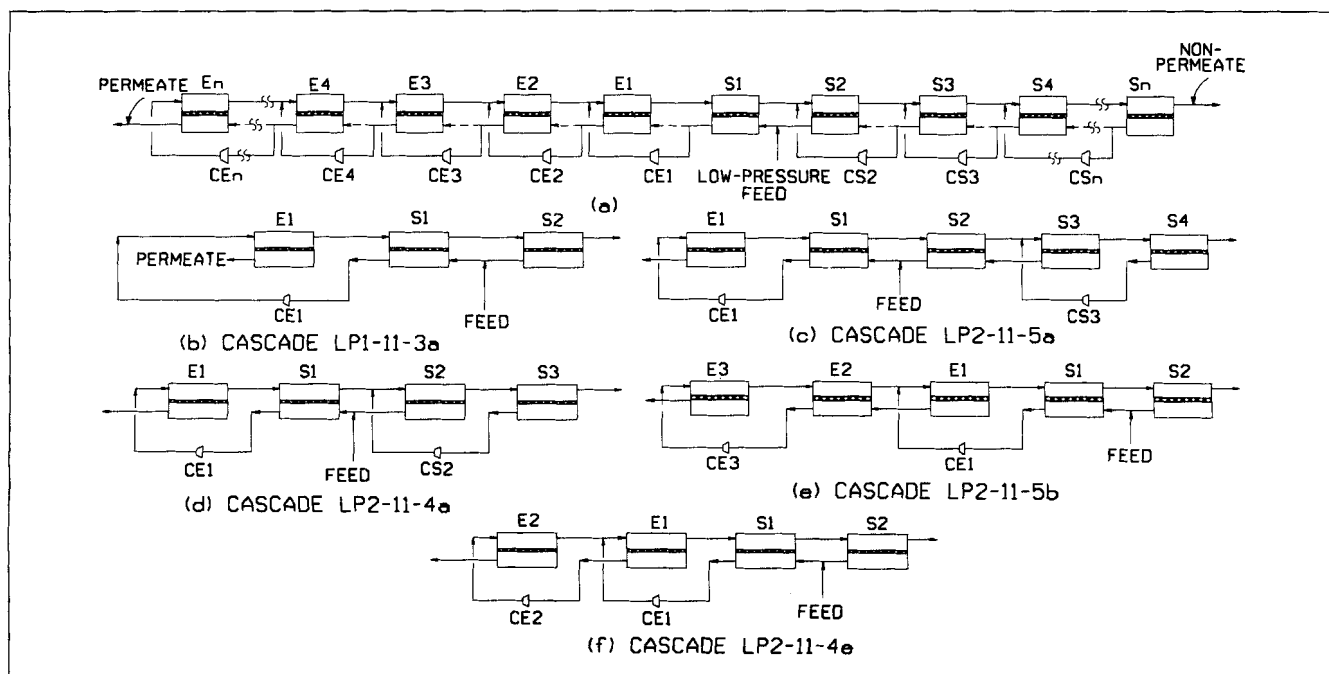 NON-
PERMEATE
PERMEATE
En E4 E3 E2 E1 S1 S2 S3 S4 Sn
CEn CE4 CE3 CE2 CE1 LOW-PRESSURE FEED CS2 CS3 CSn
(a)
E1 S1 S2
PERMEATE
CE1 FEED
(b) CASCADE LP1-11-3a
E1 S1 S2 S3 S4
FEED
CE1 CS3
(c) CASCADE LP2-11-5a
E1 S1 S2 S3
CE1 FEED CS2
(d) CASCADE LP2-11-4a
E3 E2 E1 S1 S2
CE3 CE1 FEED
(e) CASCADE LP2-11-5b
E2 E1 S1 S2
CE2 CE1 FEED
(f) CASCADE LP2-11-4e